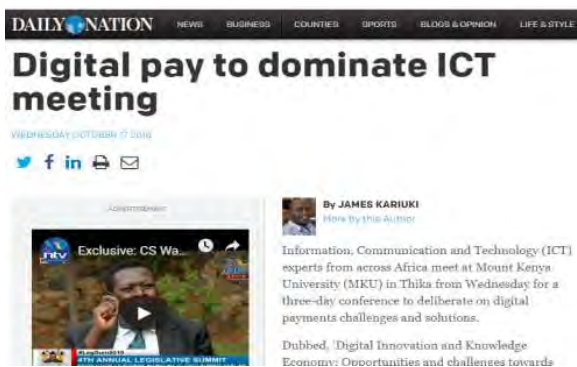 DAILY NATION
NEWS BUSINESS COUNTIES SPORTS BLOGS & OPINION LIFE & STYLE
Digital pay to dominate ICT
meeting
WEDNESDAY OCTOBER 17 2018
ADVERTISEMENT
ntv Exclusive: CS Wa...
4TH ANNUAL LEGISLATIVE SUMMIT
By JAMES KARIUKI
More by this Author
Information, Communication and Technology (ICT)
experts from across Africa meet at Mount Kenya
University (MKU) in Thika from Wednesday for a
three-day conference to deliberate on digital
payments challenges and solutions.
Dubbed, 'Digital Innovation and Knowledge
Economy: Opportunities and challenges towards